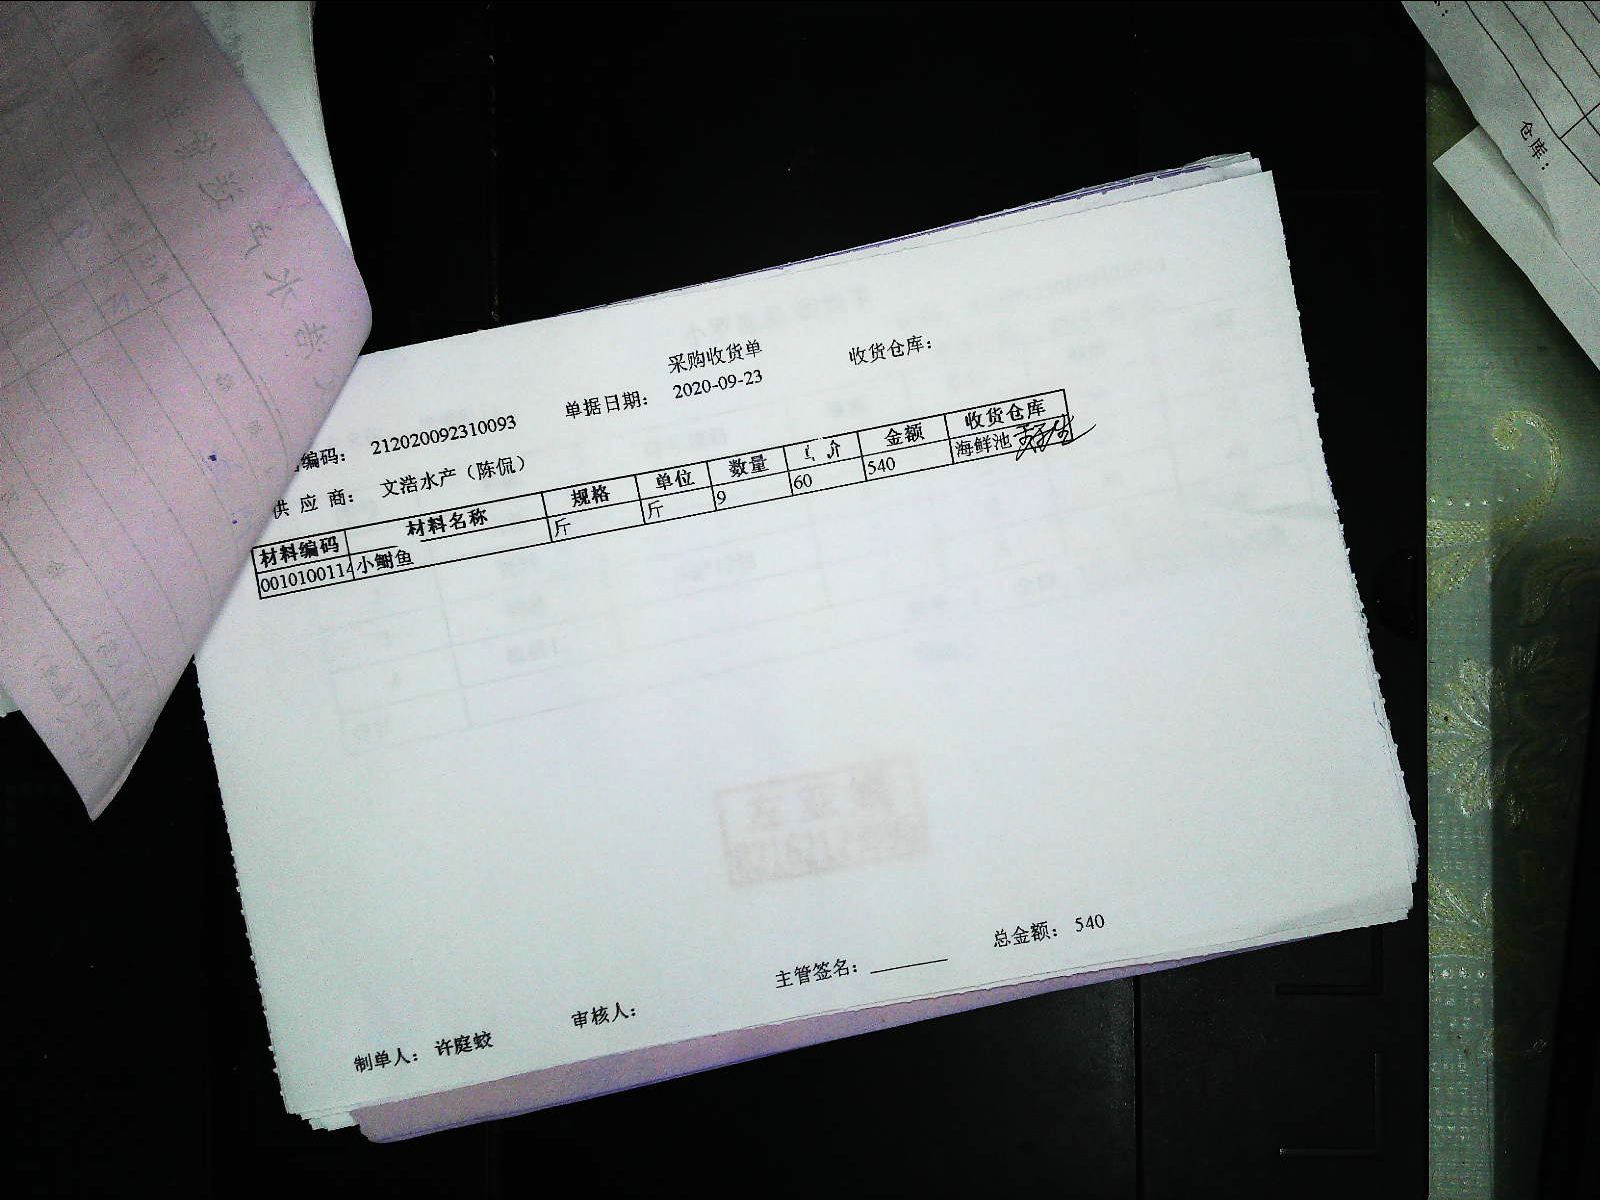 采购收货单
编码： 212020092310093 单据日期： 2020-09-23 收货仓库：
供 应 商： 文浩水产（陈侃）
材料编码 材料名称 规格 单位 数量 价 金额 收货仓库
0010100114 小鲥鱼 斤 斤 9 60 540 海鲜池
总金额： 540
主管签名：
审核人：
制单人： 许庭蛟
仓库：